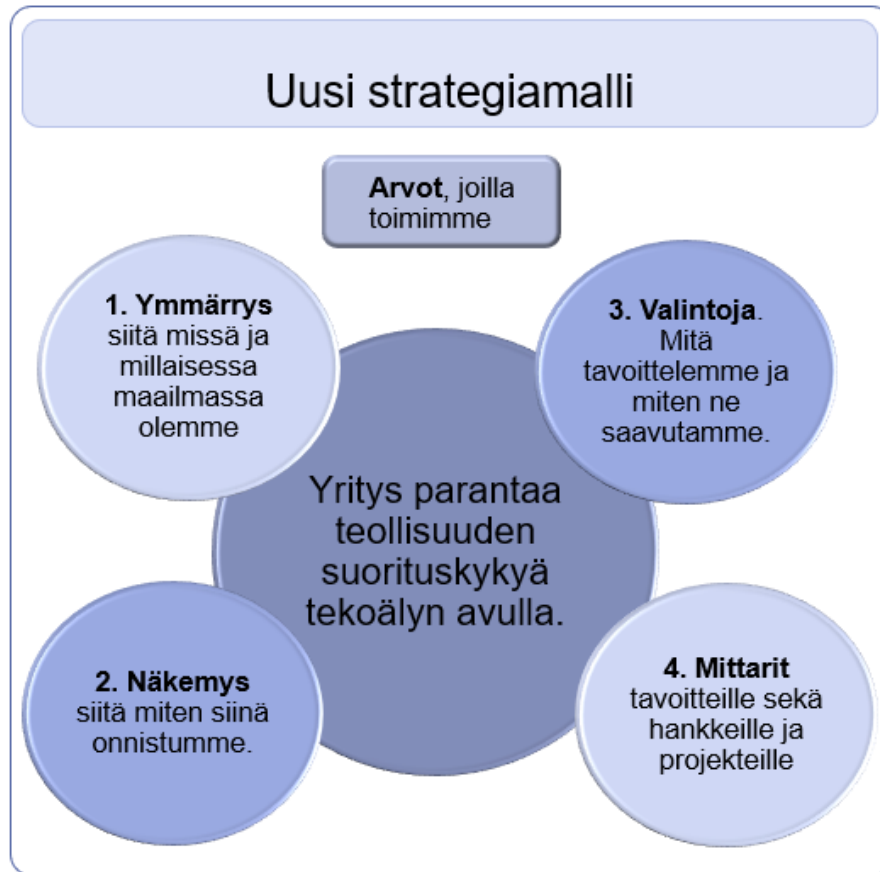 Uusi strategiamalli
Arvot, joilla
toimimme
1. Ymmärrys
siitä missä ja
millaisessa
maailmassa
olemme
2. Näkemys
siitä miten siinä
onnistumme.
Yritys parantaa
teollisuuden
suorituskykyä
tekoälyn avulla.
3. Valintoja.
Mitä
tavoittelemme ja
miten ne
saavutamme.
4. Mittarit
tavoitteille sekä
hankkeille ja
projekteille